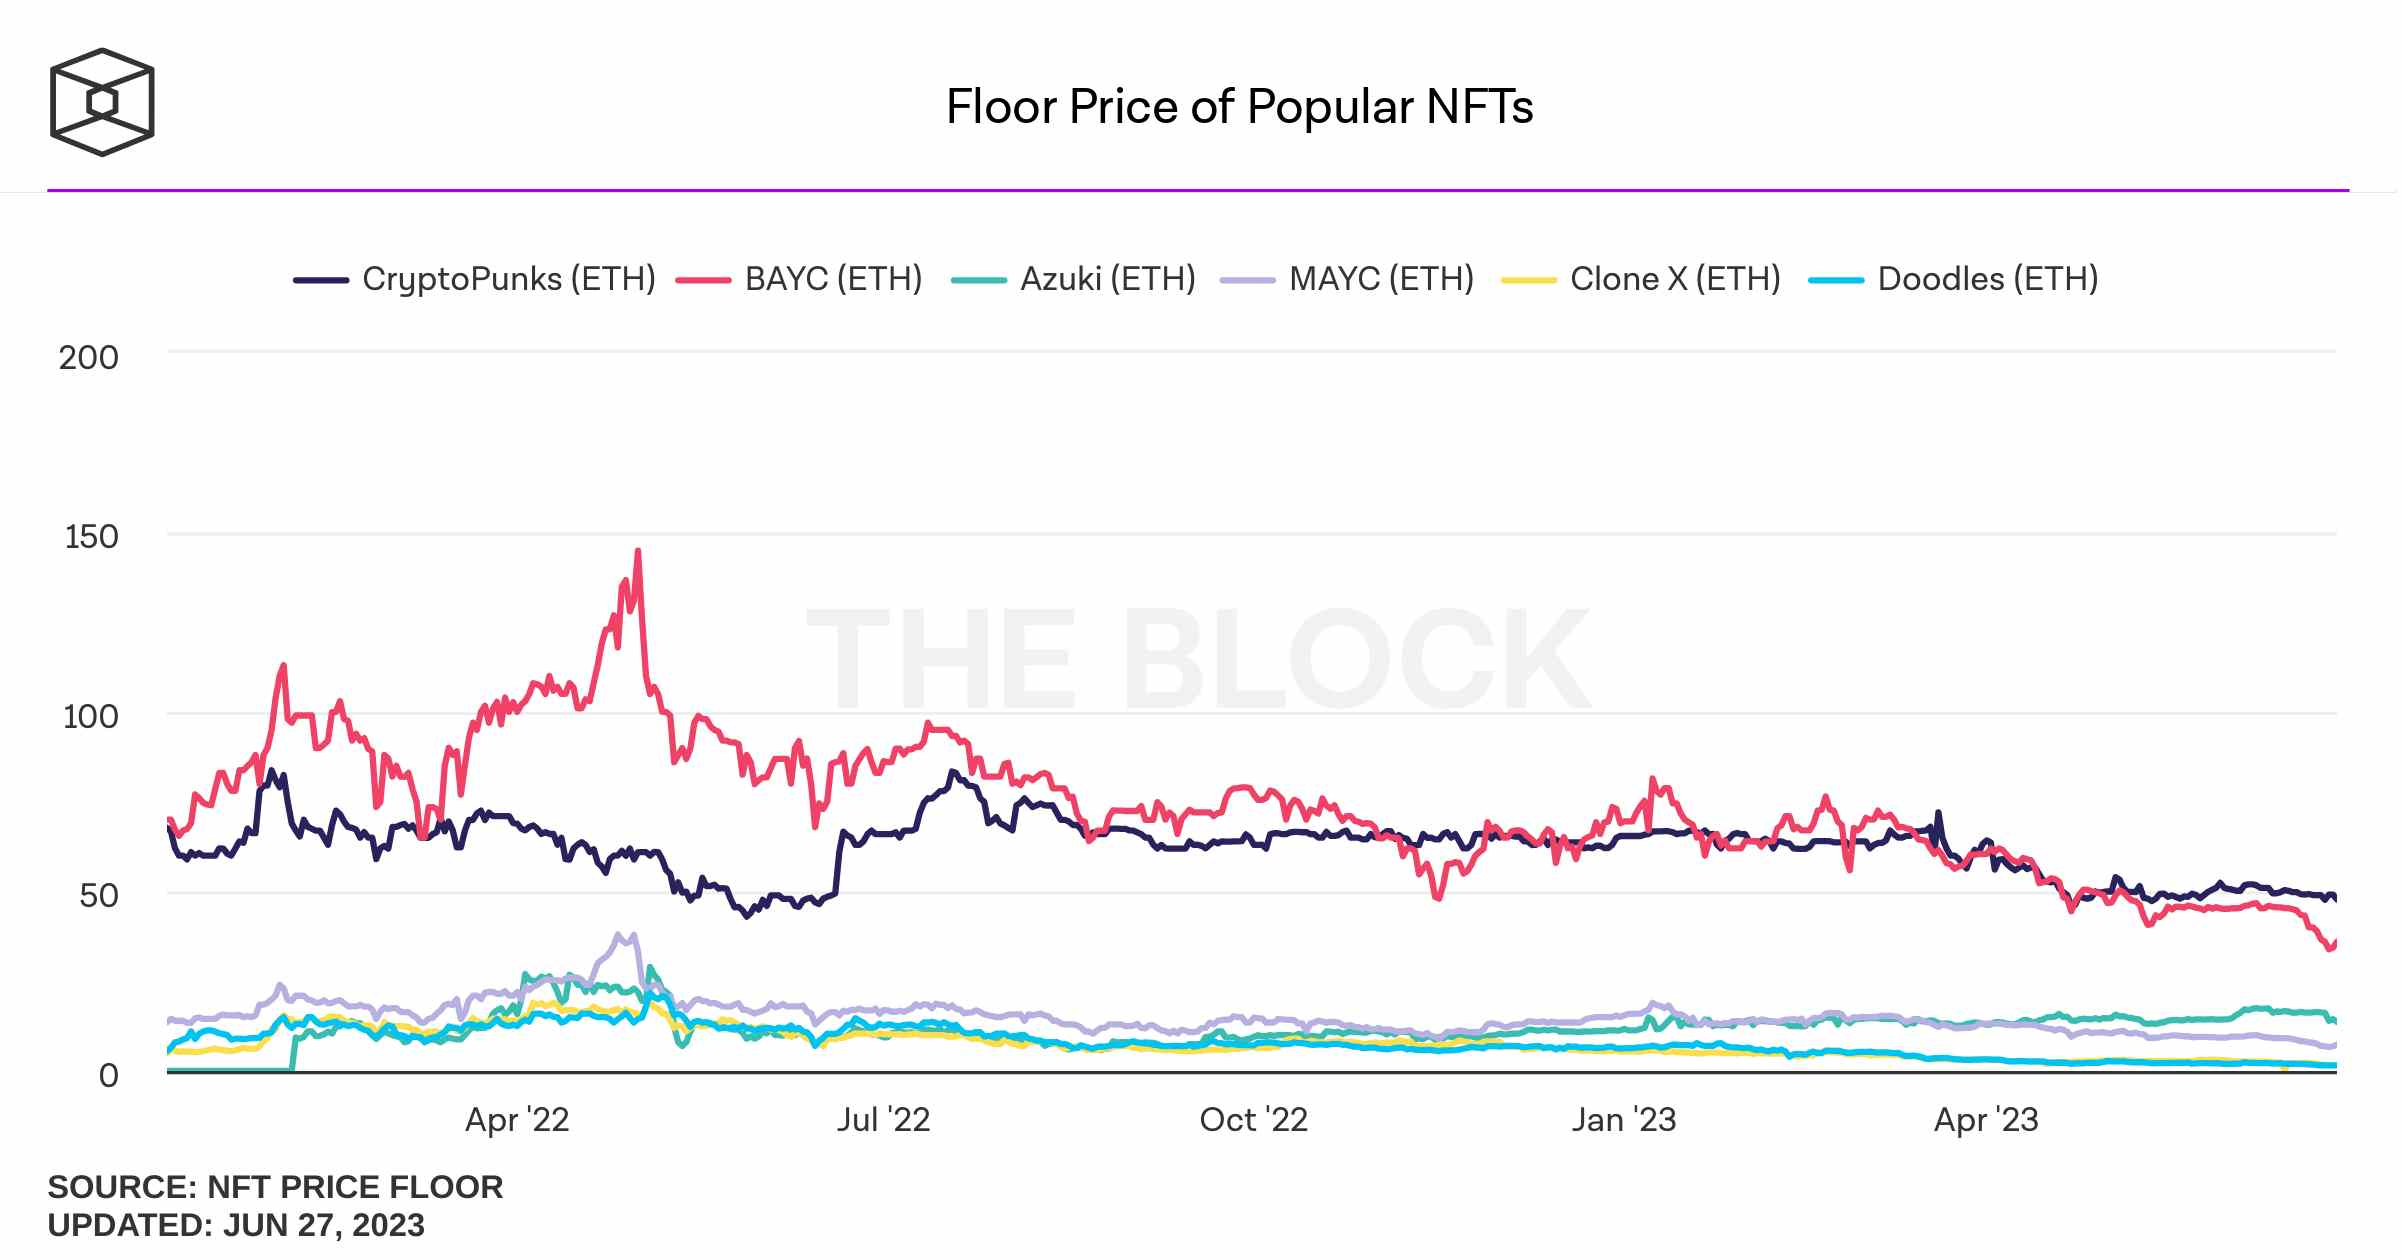 Floor Price of Popular NFTs
CryptoPunks (ETH) BAYC (ETH) Azuki (ETH) MAYC (ETH) Clone X (ETH) Doodles (ETH)
200
150
THE BLOCK
100
50
0
Apr '22 Jul '22 Oct '22 Jan '23 Apr '23
SOURCE: NFT PRICE FLOOR
UPDATED: JUN 27, 2023